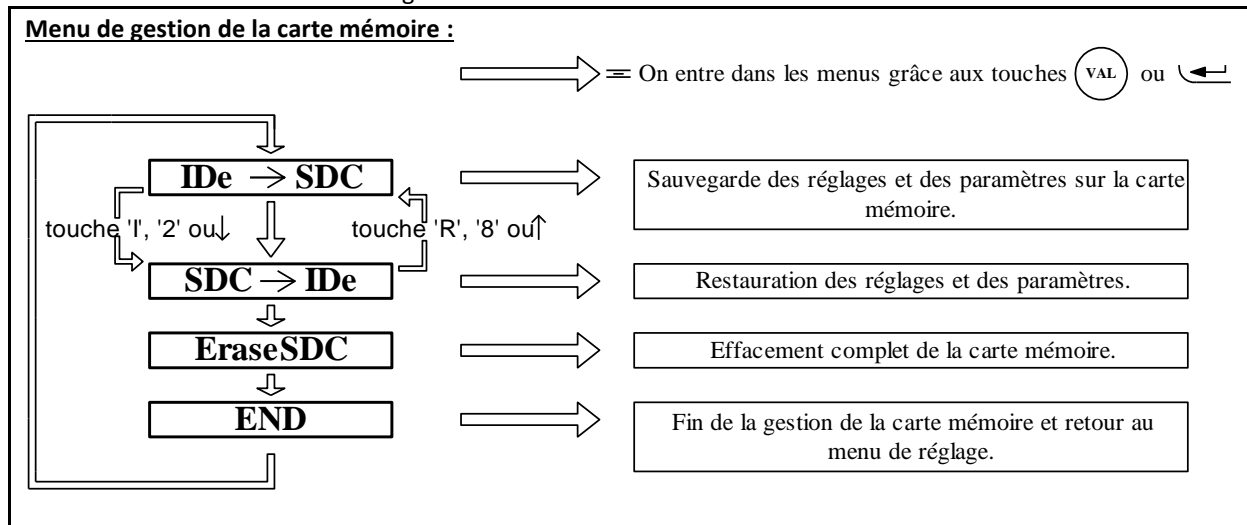 Menu de gestion de la carte mémoire :
= On entre dans les menus grâce aux touches VAL ou
IDe → SDC
Sauvegarde des réglages et des paramètres sur la carte
mémoire.
touche 'I', '2' ou↓
touche 'R', '8' ou↑
SDC → IDe
Restauration des réglages et des paramètres.
EraseSDC
Effacement complet de la carte mémoire.
END
Fin de la gestion de la carte mémoire et retour au
menu de réglage.